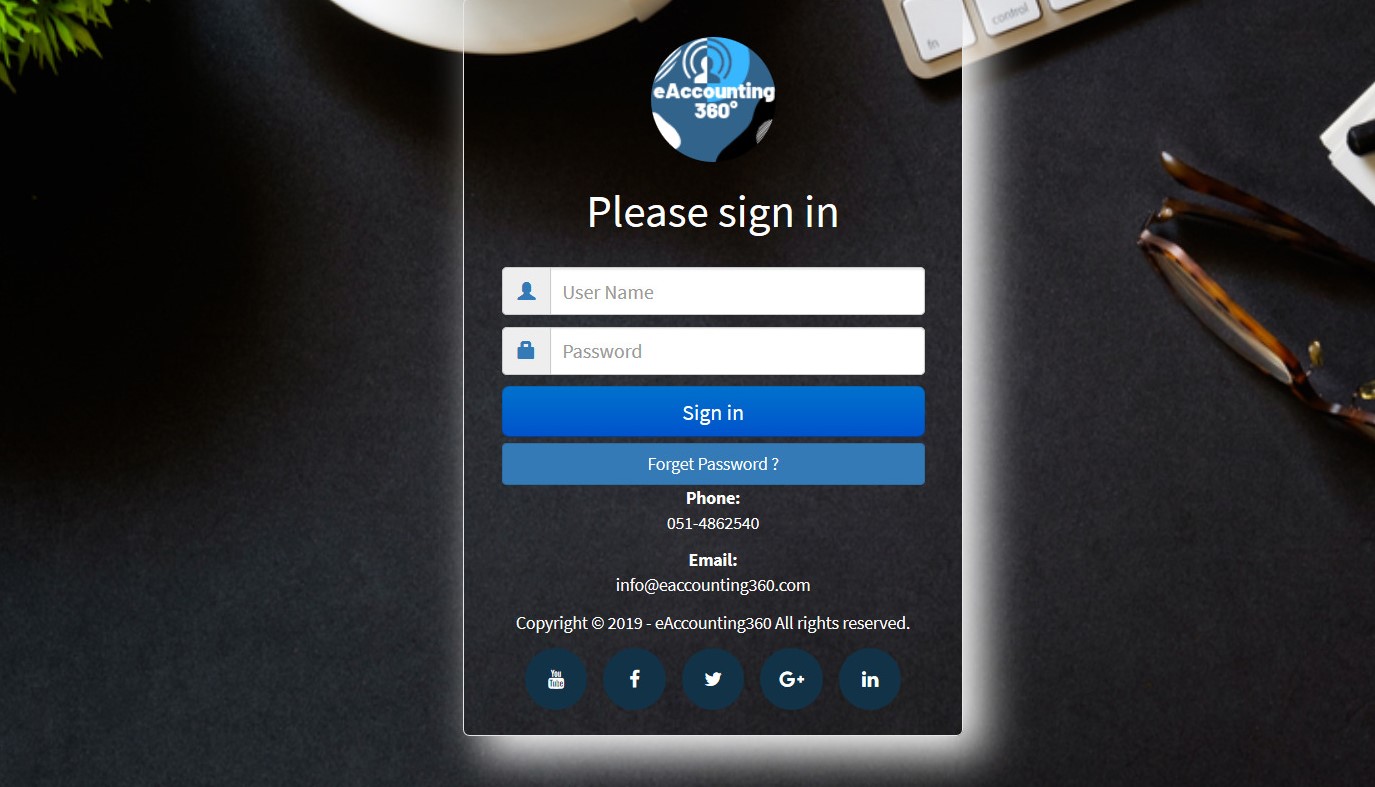 control
fn
eAccounting
360°
Please sign in
User Name
Password
Sign in
Forget Password ?
Phone:
051-4862540
Email:
info@eaccounting360.com
Copyright © 2019 - eAccounting360 All rights reserved.
You
Tube
f
G+
in